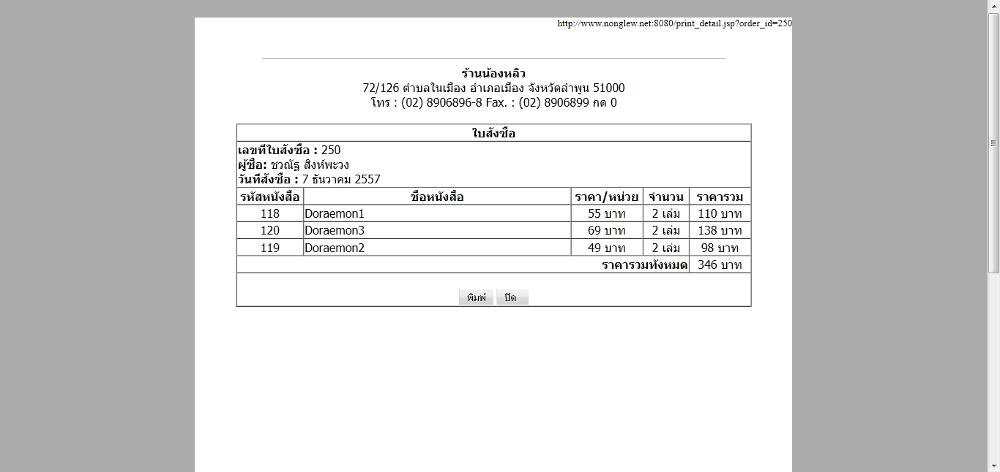 http://www.nonglew.net:8080/print_detail.jsp?order_id=250
ร้านน้องหลิว
72/126 ตำบลในเมือง อำเภอเมือง จังหวัดลำพูน 51000
โทร : (02) 8906896-8 Fax. : (02) 8906899 กด 0
ใบสั่งซื้อ
เลขที่ใบสั่งซื้อ : 250
ผู้ซื้อ: ชวณัฐ สิงห์พะวง
วันที่สั่งซื้อ : 7 ธันวาคม 2557
รหัสหนังสือ ชื่อหนังสือ ราคา/หน่วย จำนวน ราคารวม
118 Doraemon1 55 บาท 2 เล่ม 110 บาท
120 Doraemon3 69 บาท 2 เล่ม 138 บาท
119 Doraemon2 49 บาท 2 เล่ม 98 บาท
ราคารวมทั้งหมด 346 บาท
พิมพ์ ปิด